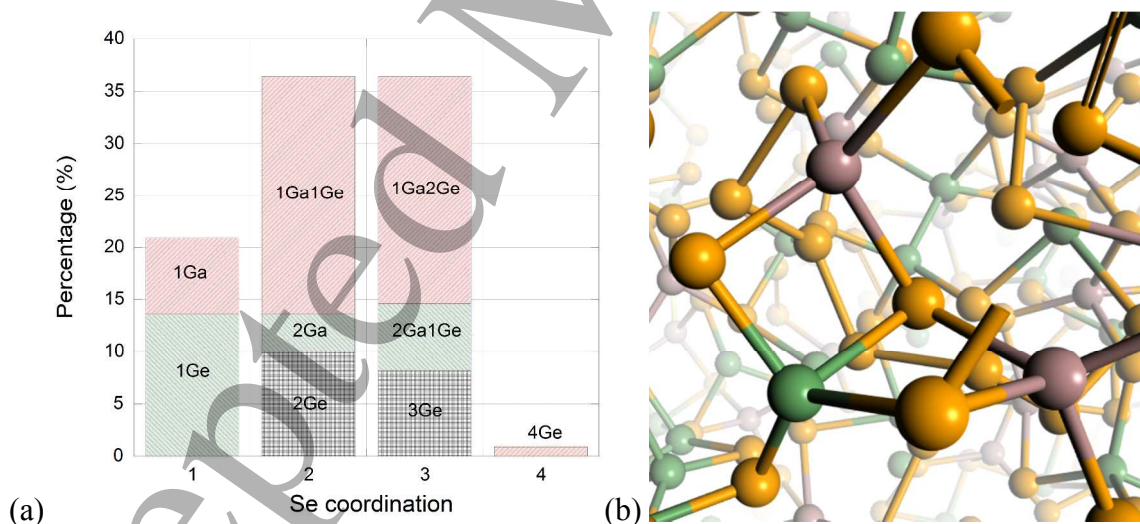 40
35
30
25
20
15
10
5
0
Percentage (%)
1Ga
1Ge
1Ga1Ge
2Ga
2Ge
1Ga2Ge
2Ga1Ge
3Ge
4Ge
1 2 3 4
Se coordination
(a) (b)